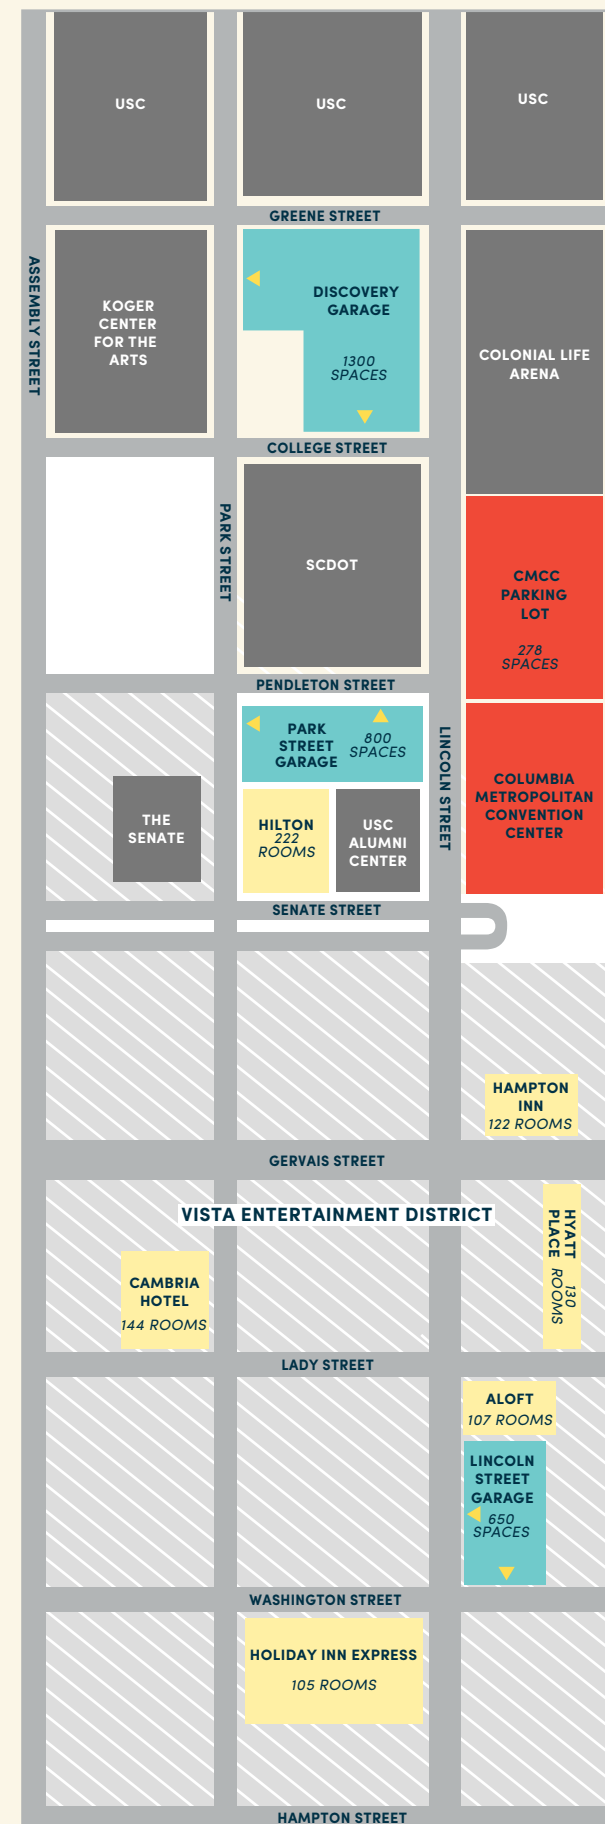 USC
USC
USC
GREENE STREET
ASSEMBLY STREET
KOGER
CENTER
FOR THE
ARTS
DISCOVERY
GARAGE
1300
SPACES
COLONIAL LIFE
ARENA
COLLEGE STREET
PARK STREET
SCDOT
CMCC
PARKING
LOT
278
SPACES
PENDLETON STREET
PARK
STREET
GARAGE
800
SPACES
LINCOLN STREET
COLUMBIA
METROPOLITAN
CONVENTION
CENTER
THE
SENATE
HILTON
222
ROOMS
USC
ALUMNI
CENTER
SENATE STREET
HAMPTON
INN
122 ROOMS
GERVAIS STREET
VISTA ENTERTAINMENT DISTRICT
HYATT
PLACE
130
ROOMS
CAMBRIA
HOTEL
144 ROOMS
LADY STREET
ALOFT
107 ROOMS
LINCOLN
STREET
GARAGE
650
SPACES
WASHINGTON STREET
HOLIDAY INN EXPRESS
105 ROOMS
HAMPTON STREET